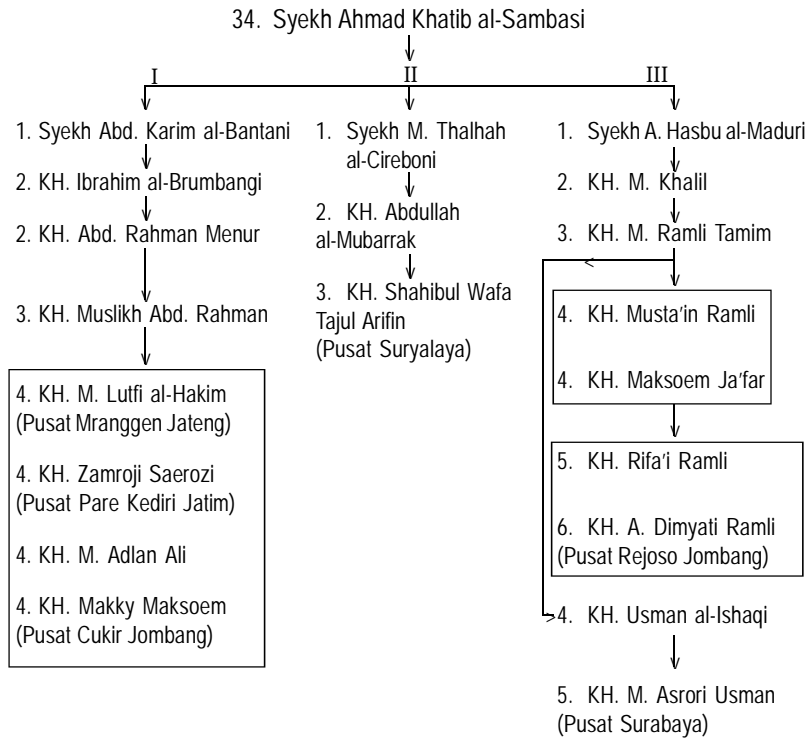 34. Syekh Ahmad Khatib al-Sambasi
I
II
III
1. Syekh Abd. Karim al-Bantani
2. KH. Ibrahim al-Brumbangi
2. KH. Abd. Rahman Menur
3. KH. Muslikh Abd. Rahman
4. KH. M. Lutfi al-Hakim
(Pusat Mranggen Jateng)
4. KH. Zamroji Saerozi
(Pusat Pare Kediri Jatim)
4. KH. M. Adlan Ali
4. KH. Makky Maksoem
(Pusat Cukir Jombang)
1. Syekh M. Thalhah
al-Cireboni
2. KH. Abdullah
al-Mubarrak
3. KH. Shahibul Wafa
Tajul Arifin
(Pusat Suryalaya)
1. Syekh A. Hasbu al-Maduri
2. KH. M. Khalil
3. KH. M. Ramli Tamim
4. KH. Musta'in Ramli
4. KH. Maksoem Ja'far
5. KH. Rifa'i Ramli
6. KH. A. Dimyati Ramli
(Pusat Rejoso Jombang)
4. KH. Usman al-Ishaqi
5. KH. M. Asrori Usman
(Pusat Surabaya)